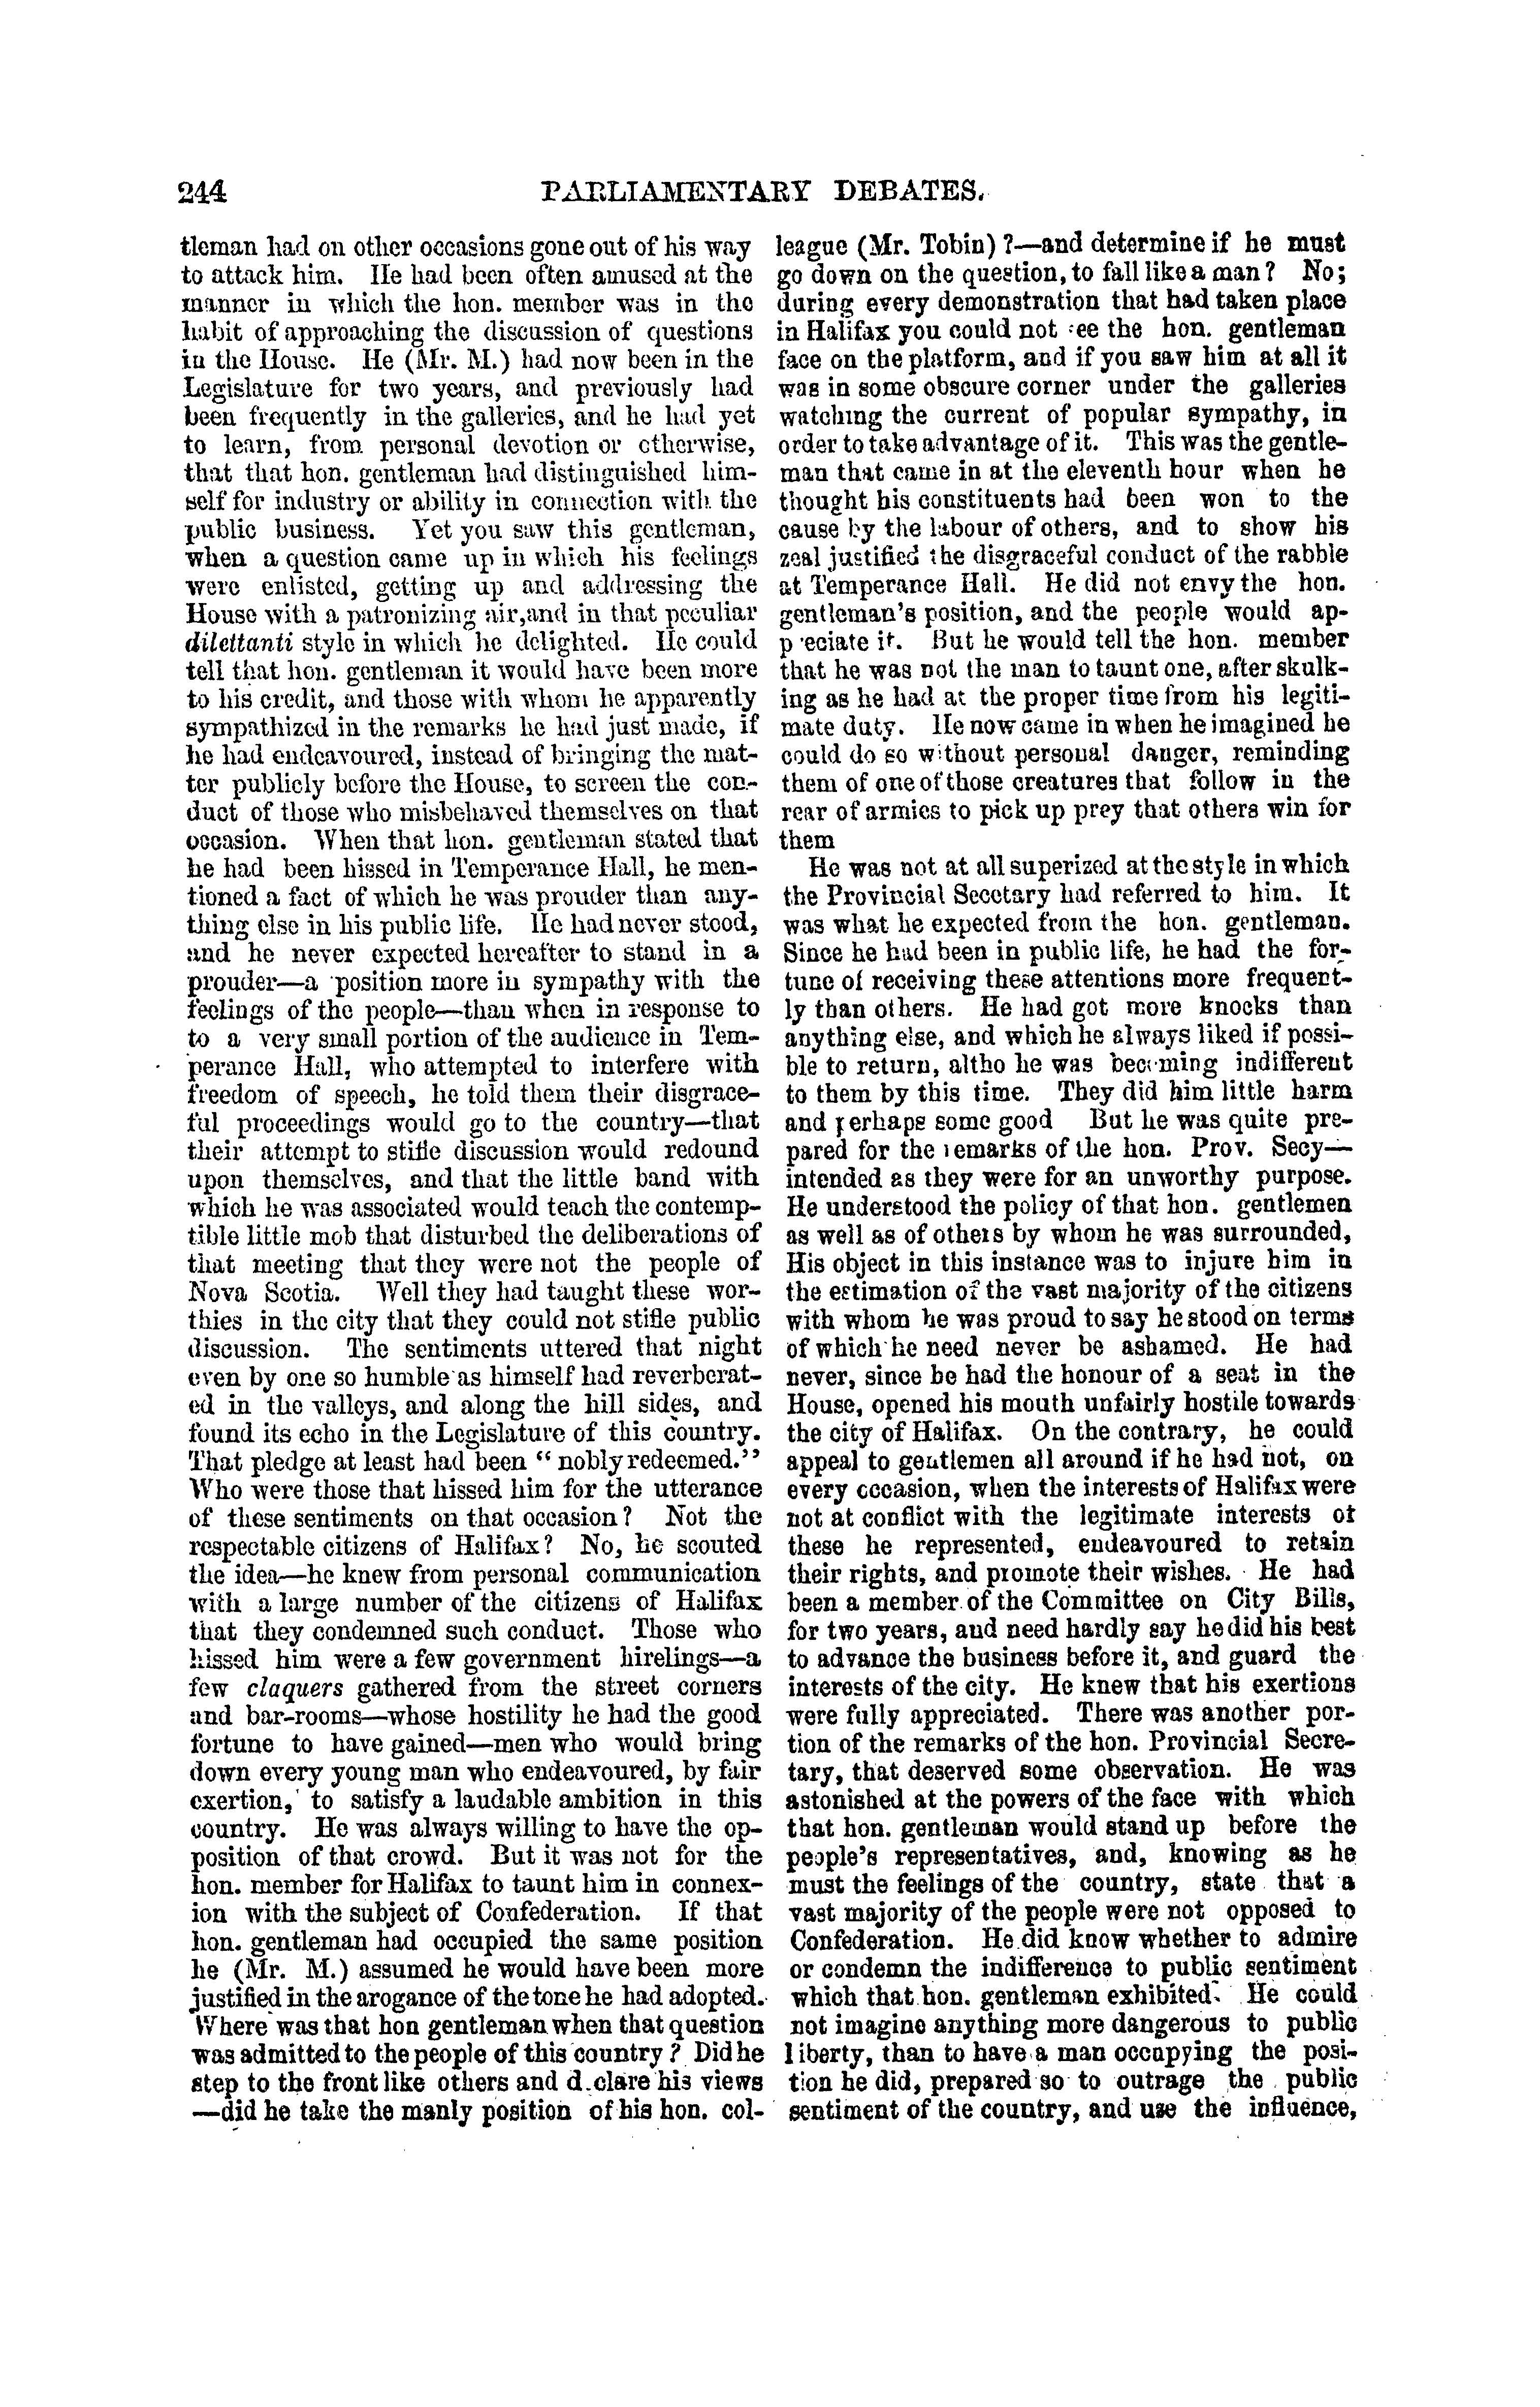 244
PARLIAMENTARY DEBATES.
tleman had on other occasions gone out of his way
to attack him. He had been often amused at the
manner in which the hon. member was in the
habit of approaching the discussion of questions
in the House. He (Mr. M.) had now been in the
Legislature for two years, and previously had
been frequently in the galleries, and he had yet
to learn, from personal devotion or otherwise,
that that hon. gentleman had distinguished him-
self for industry or ability in connection with the
public business. Yet you saw this gentleman,
when a question came up in which his feelings
were enlisted, getting up and addressing the
House with a patronizing air,and in that peculiar
dilettanti style in which he delighted. He could
tell that hon. gentleman it would have been more
to his credit, and those with whom he apparently
sympathized in the remarks he had just made, if
he had endeavoured, instead of bringing the mat-
ter publicly before the House, to screen the con-
duct of those who misbehaved themselves on that
occasion. When that hon. gentleman stated that
he had been hissed in Temperance Hall, he men-
tioned a fact of which he was prouder than any-
thing else in his public life. He had never stood,
and he never expected hereafter to stand in a
prouder—a position more in sympathy with the
feelings of the people—than when in response to
to a very small portion of the audience in Tem-
perance Hall, who attempted to interfere with
freedom of speech, he told them their disgrace-
ful proceedings would go to the country—that
their attempt to stifle discussion would redound
upon themselves, and that the little band with
which he was associated would teach the contemp-
tible little mob that disturbed the deliberations of
that meeting that they were not the people of
Nova Scotia. Well they had taught these wor-
thies in the city that they could not stifle public
discussion. The sentiments uttered that night
even by one so humble as himself had reverberat-
ed in the valleys, and along the hill sides, and
found its echo in the Legislature of this country.
That pledge at least had been "nobly redeemed."
Who were those that hissed him for the utterance
of these sentiments on that occasion? Not the
respectable citizens of Halifax? No, he scouted
the idea—he knew from personal communication
with a large number of the citizens of Halifax
that they condemned such conduct. Those who
hissed him were a few government hirelings—a
few claquers gathered from the street corners
and bar-rooms—whose hostility he had the good
fortune to have gained—men who would bring
down every young man who endeavoured, by fair
exertion, to satisfy a laudable ambition in this
country. He was always willing to have the op-
position of that crowd. But it was not for the
hon. member for Halifax to taunt him in connex-
ion with the subject of Confederation. If that
hon. gentleman had occupied the same position
he (Mr. M.) assumed he would have been more
justified in the arogance of the tone he had adopted.
Where was that hon gentleman when that question
was admitted to the people of this country? Did he
step to the front like others and d.clare his views
—did he take the manly position of his hon. col-
league (Mr. Tobin)?—and determine if he must
go down on the question, to fall like a man? No;
during every demonstration that had taken place
in Halifax you could not ee the hon. gentleman
face on the platform, and if you saw him at all it
was in some obscure corner under the galleries
watching the current of popular sympathy, in
order to take advantage of it. This was the gentle-
man that came in at the eleventh hour when he
thought his constituents had been won to the
cause by the labour of others, and to show his
zeal justified the disgraceful conduct of the rabble
at Temperance Hall. He did not envy the hon.
gentleman's position, and the people would ap-
p eciate it. But he would tell the hon. member
that he was not the man to taunt one, after skulk-
ing as he had at the proper time from his legiti-
mate duty. He now came in when he imagined he
could do so without personal danger, reminding
them of one of those creatures that follow in the
rear of armies to pick up prey that others win for
them
He was not at all superized at the style in which
the Provincial Secetary had referred to him. It
was what he expected from the hon. gentleman.
Since he had been in public life, he had the for-
tune of receiving these attentions more frequent-
ly than others. He had got more knocks than
anything else, and which he always liked if possi-
ble to return, altho he was becoming indifferent
to them by this time. They did him little harm
and perhaps some good But he was quite pre-
pared for the remarks of the hon. Prov. Secy—
intended as they were for an unworthy purpose.
He understood the policy of that hon. gentlemen
as well as of others by whom he was surrounded,
His object in this instance was to injure him in
the estimation of the vast majority of the citizens
with whom he was proud to say he stood on terms
of which he need never be ashamed. He had
never, since he had the honour of a seat in the
House, opened his mouth unfairly hostile towards
the city of Halifax. On the contrary, he could
appeal to gentlemen all around if he had not, on
every occasion, when the interests of Halifax were
not at conflict with the legitimate interests of
these he represented, endeavoured to retain
their rights, and promote their wishes. He had
been a member of the Committee on City Bills,
for two years, and need hardly say he did his best
to advance the business before it, and guard the
interests of the city. He knew that his exertions
were fully appreciated. There was another por-
tion of the remarks of the hon. Provincial Secre-
tary, that deserved some observation. He was
astonished at the powers of the face with which
that hon. gentleman would stand up before the
people's representatives, and, knowing as he
must the feelings of the country, state that a
vast majority of the people were not opposed to
Confederation. He did know whether to admire
or condemn the indifference to public sentiment
which that hon. gentleman exhibited. He could
not imagine anything more dangerous to public
liberty, than to have a man occupying the posi-
tion he did, prepared so to outrage the public
sentiment of the country, and use the influence,